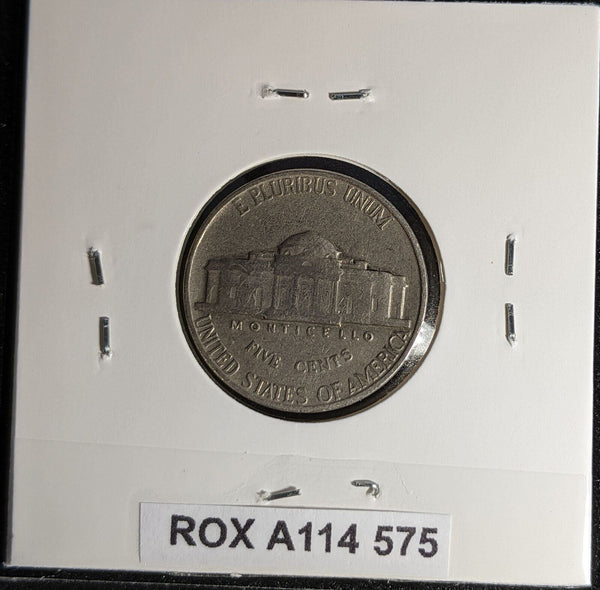 E PLURIBUS UNUM
MONTICELLO
FIVE CENTS
UNITED STATES OF AMERICA
ROX A114 575